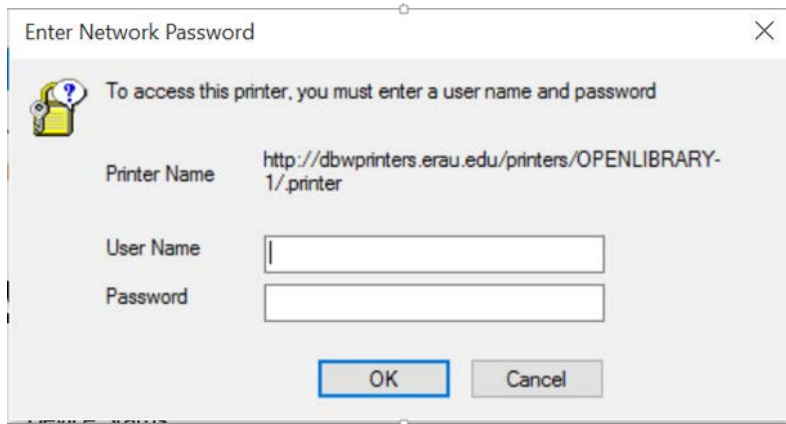 Enter Network Password
To access this printer, you must enter a user name and password
Printer Name
http://dbwprinters.erau.edu/printers/OPENLIBRARY-
1/.printer
User Name
Password
OK
Cancel